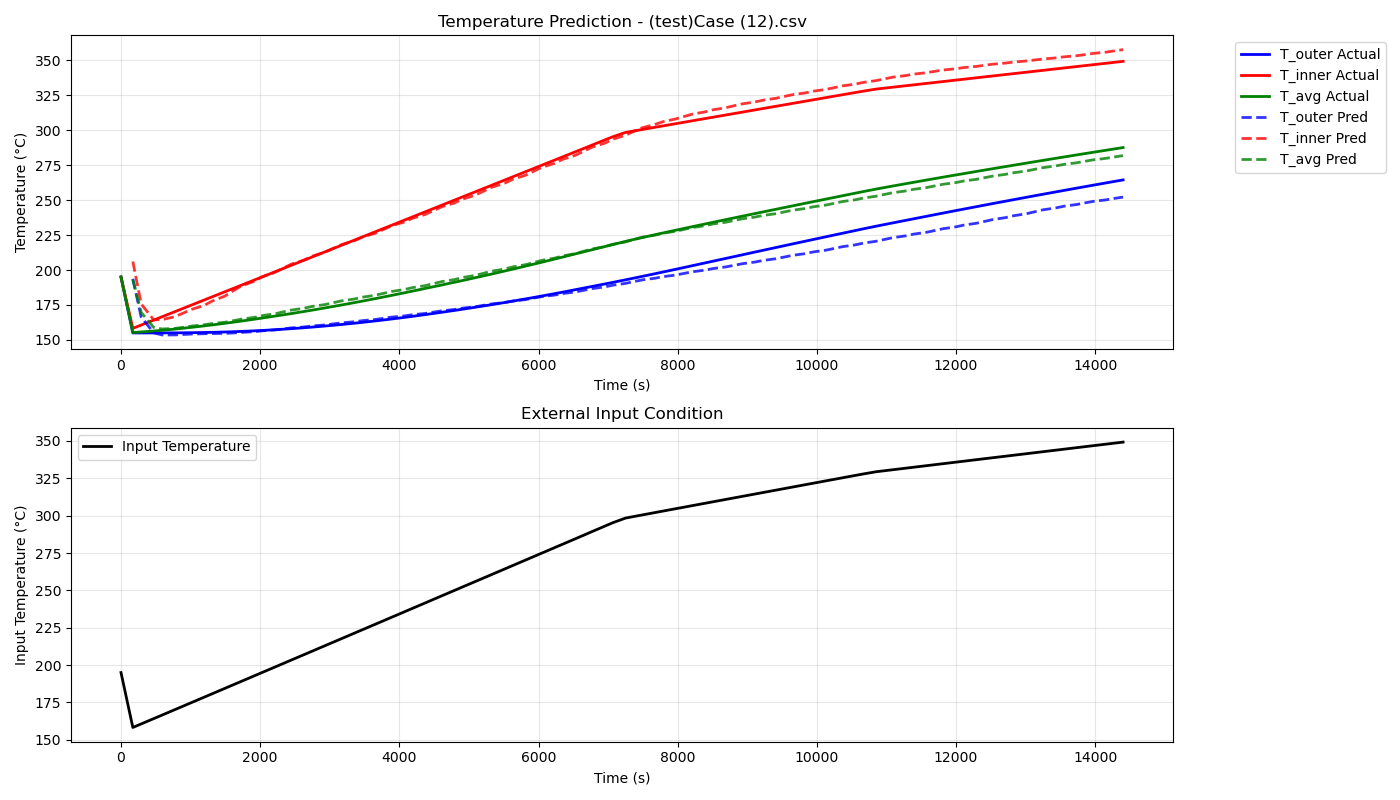 Temperature Prediction - (test)Case (12).csv
Temperature (°C)
350
325
300
275
250
225
200
175
150
0 2000 4000 6000 8000 10000 12000 14000
Time (s)
T_outer Actual
T_inner Actual
T_avg Actual
T_outer Pred
T_inner Pred
T_avg Pred
External Input Condition
Input Temperature
Input Temperature (°C)
350
325
300
275
250
225
200
175
150
0 2000 4000 6000 8000 10000 12000 14000
Time (s)